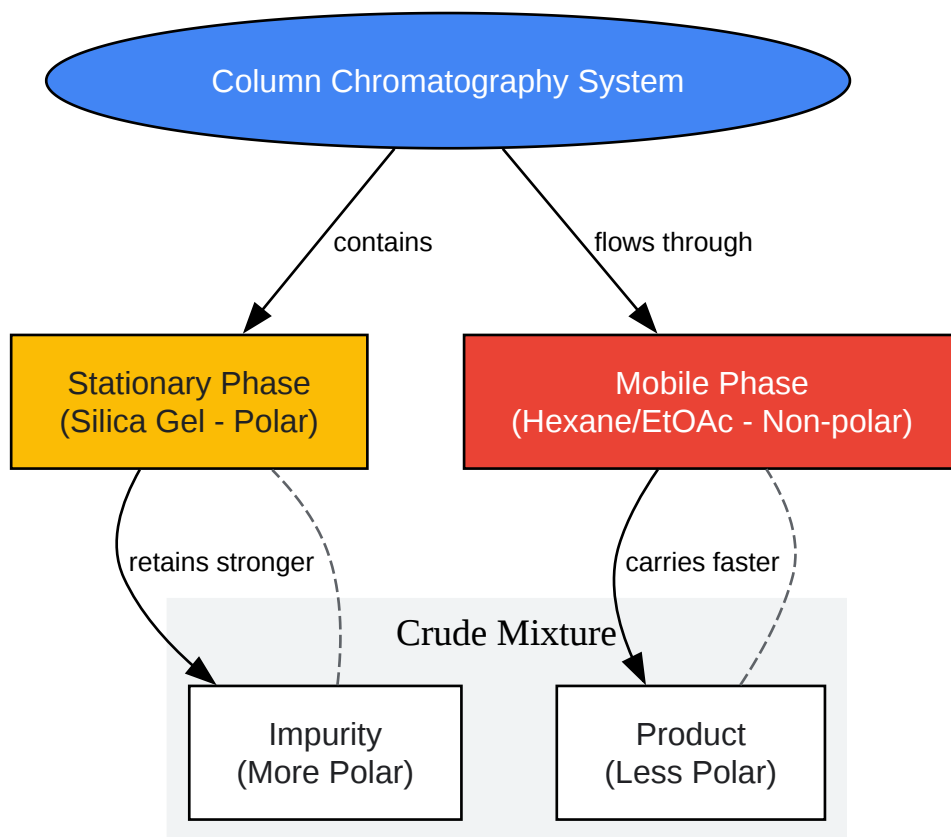 Column Chromatography System
contains
flows through
Stationary Phase
(Silica Gel - Polar)
Mobile Phase
(Hexane/EtOAc - Non-polar)
retains stronger
carries faster
Crude Mixture
Impurity
(More Polar)
Product
(Less Polar)